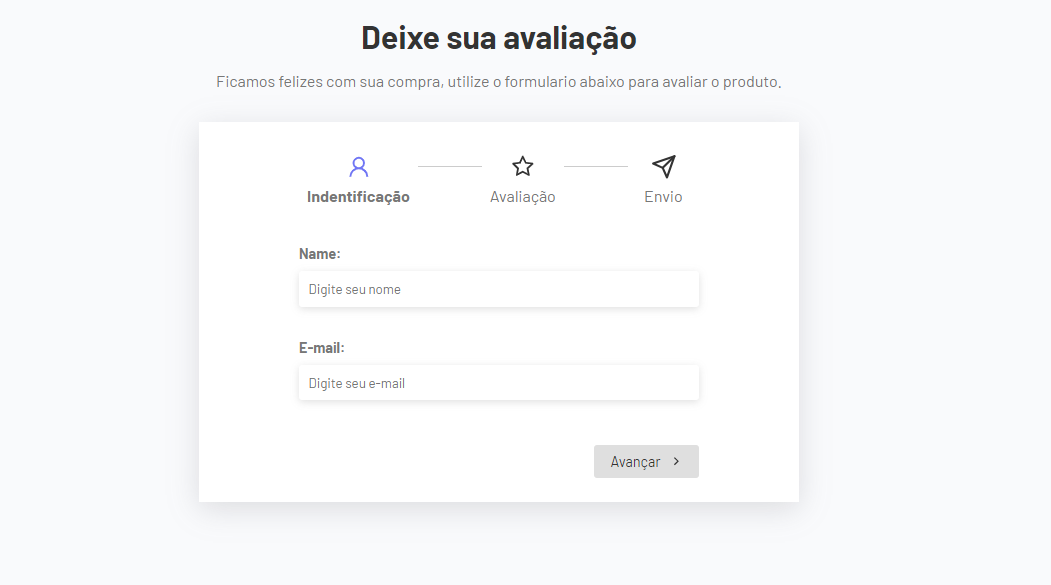 Deixe sua avaliação
Ficamos felizes com sua compra, utilize o formulario abaixo para avaliar o produto.
Indentificação
Avaliação
Envio
Name:
Digite seu nome
E-mail:
Digite seu e-mail
Avançar